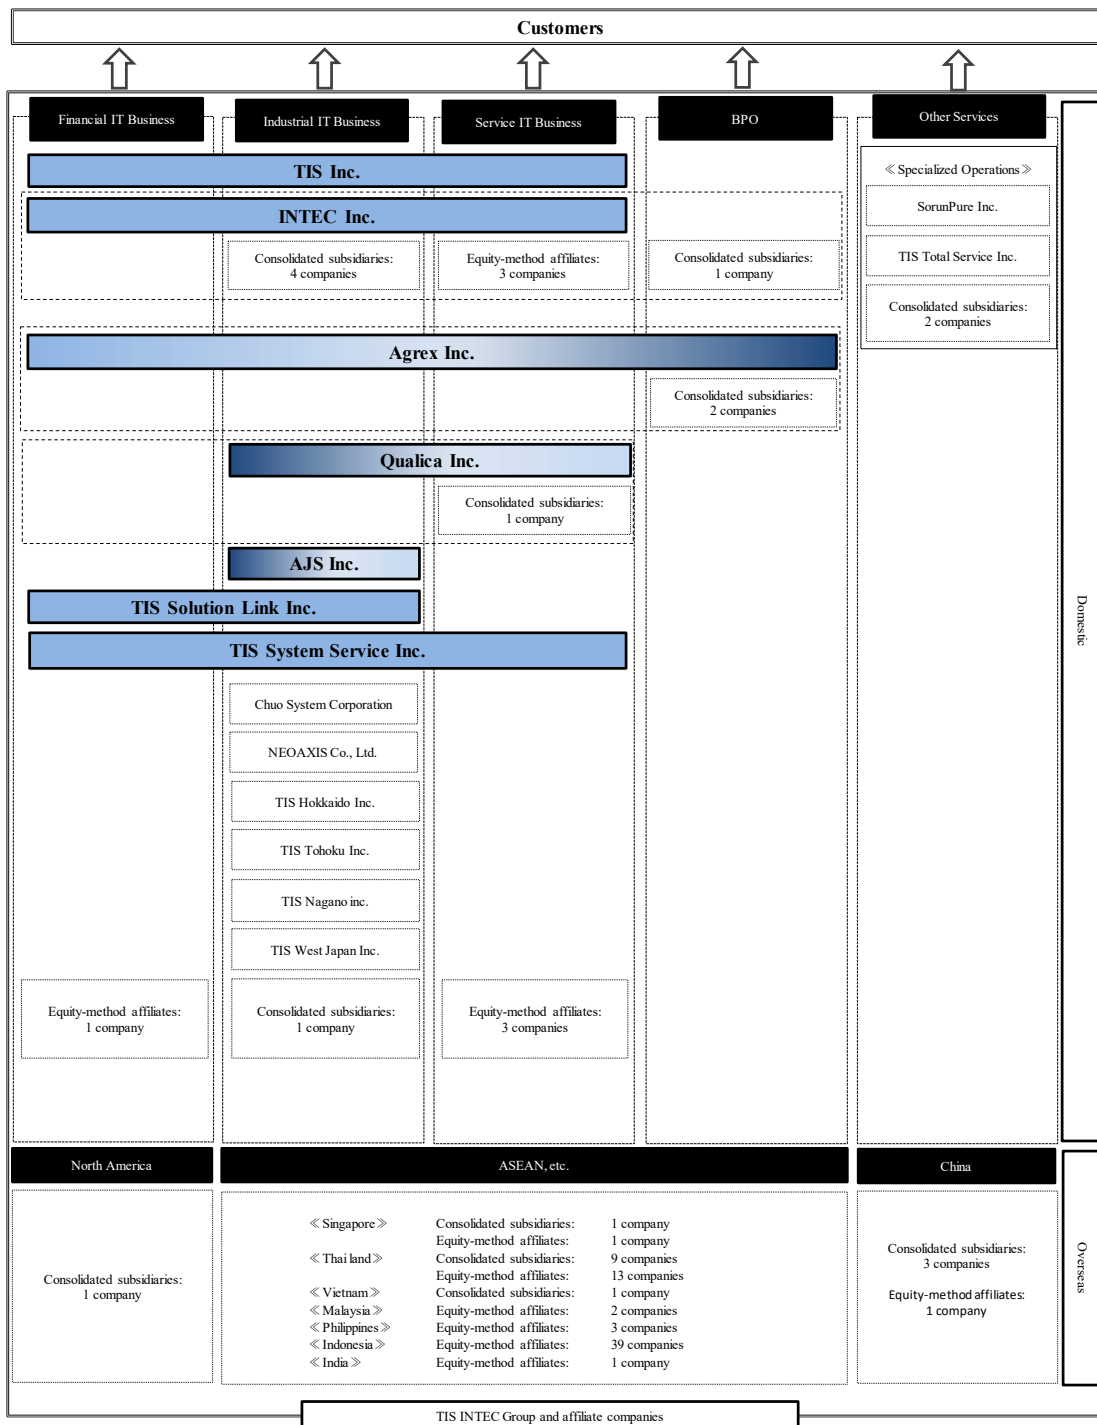 Customers
Financial IT Business
Industrial IT Business
Service IT Business
BPO
Other Services
TIS Inc.
≪Specialized Operations≫
SorunPure Inc.
INTEC Inc.
Consolidated subsidiaries:
4 companies
Equity-method affiliates:
3 companies
Consolidated subsidiaries:
1 company
TIS Total Service Inc.
Consolidated subsidiaries:
2 companies
Agrex Inc.
Consolidated subsidiaries:
2 companies
Qualica Inc.
Consolidated subsidiaries:
1 company
AJS Inc.
TIS Solution Link Inc.
TIS System Service Inc.
Chuo System Corporation
NEOAXIS Co., Ltd.
TIS Hokkaido Inc.
TIS Tohoku Inc.
TIS Nagano inc.
TIS West Japan Inc.
Equity-method affiliates:
1 company
Consolidated subsidiaries:
1 company
Equity-method affiliates:
3 companies
Domestic
North America
ASEAN, etc.
China
Consolidated subsidiaries:
1 company
≪Singapore≫ Consolidated subsidiaries: 1 company
Equity-method affiliates: 1 company
≪Thailand≫ Consolidated subsidiaries: 9 companies
Equity-method affiliates: 13 companies
≪Vietnam≫ Consolidated subsidiaries: 1 company
≪Malaysia≫ Equity-method affiliates: 2 companies
≪Philippines≫ Equity-method affiliates: 3 companies
≪Indonesia≫ Equity-method affiliates: 39 companies
≪India≫ Equity-method affiliates: 1 company
Consolidated subsidiaries:
3 companies
Equity-method affiliates:
1 company
Overseas
TIS INTEC Group and affiliate companies